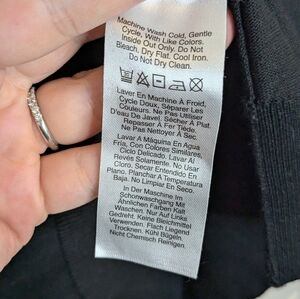 Machine Wash Cold, Gentle
Cycle, With Like Colors.
Inside Out Only. Do Not
Bleach. Dry Flat. Cool Iron.
Do Not Dry Clean.
Laver En Machine À Froid,
Cycle Doux, Séparer Les
Couleurs. Ne Pas Utiliser
D'eau De Javel. Sécher À Plat.
Repasser À Fer Tiède.
Ne Pas Nettoyer À Sec.
Lavar A Máquina En Agua
Fría, Con Colores Similares,
Ciclo Delicado. Lavar Al
Revés Solamente. No Usar
Cloro. Secar Entendido En
Plano. Planchar A Temperatura
Baja. No Limpiar En Seco.
In Der Maschine Im
Schonwaschgang Mit
Ähnlichen Farben Kalt
Waschen. Nur Auf Links
Gedreht. Keine Bleichmittel
Verwenden. Flach Liegend
Trocknen. Kühl Bügeln.
Nicht Chemisch Reinigen.